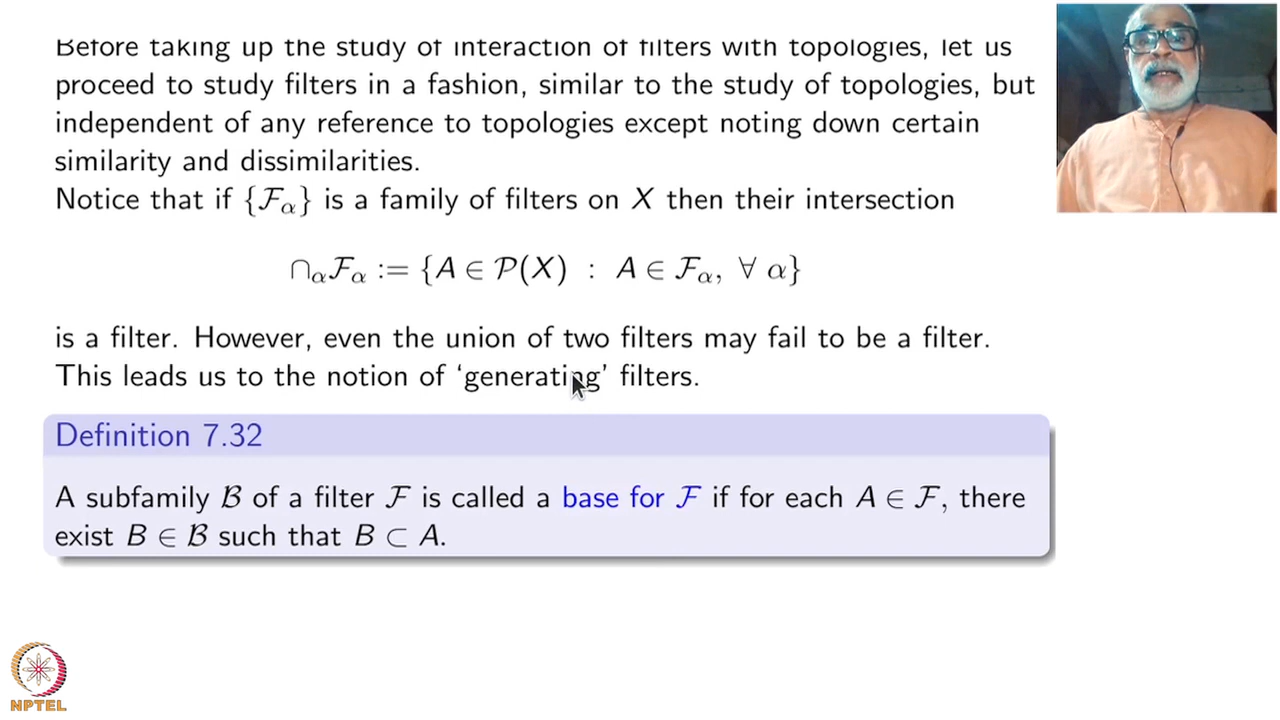 Before taking up the study of interaction of filters with topologies, let us
proceed to study filters in a fashion, similar to the study of topologies, but
independent of any reference to topologies except noting down certain
similarity and dissimilarities.
Notice that if {𝓕α} is a family of filters on X then their intersection
∩α𝓕α := {A ∈ 𝓟(X) : A ∈ 𝓕α, ∀ α}
is a filter. However, even the union of two filters may fail to be a filter.
This leads us to the notion of ‘generating’ filters.
Definition 7.32
A subfamily 𝓑 of a filter 𝓕 is called a base for 𝓕 if for each A ∈ 𝓕, there
exist B ∈ 𝓑 such that B ⊂ A.
NPTEL